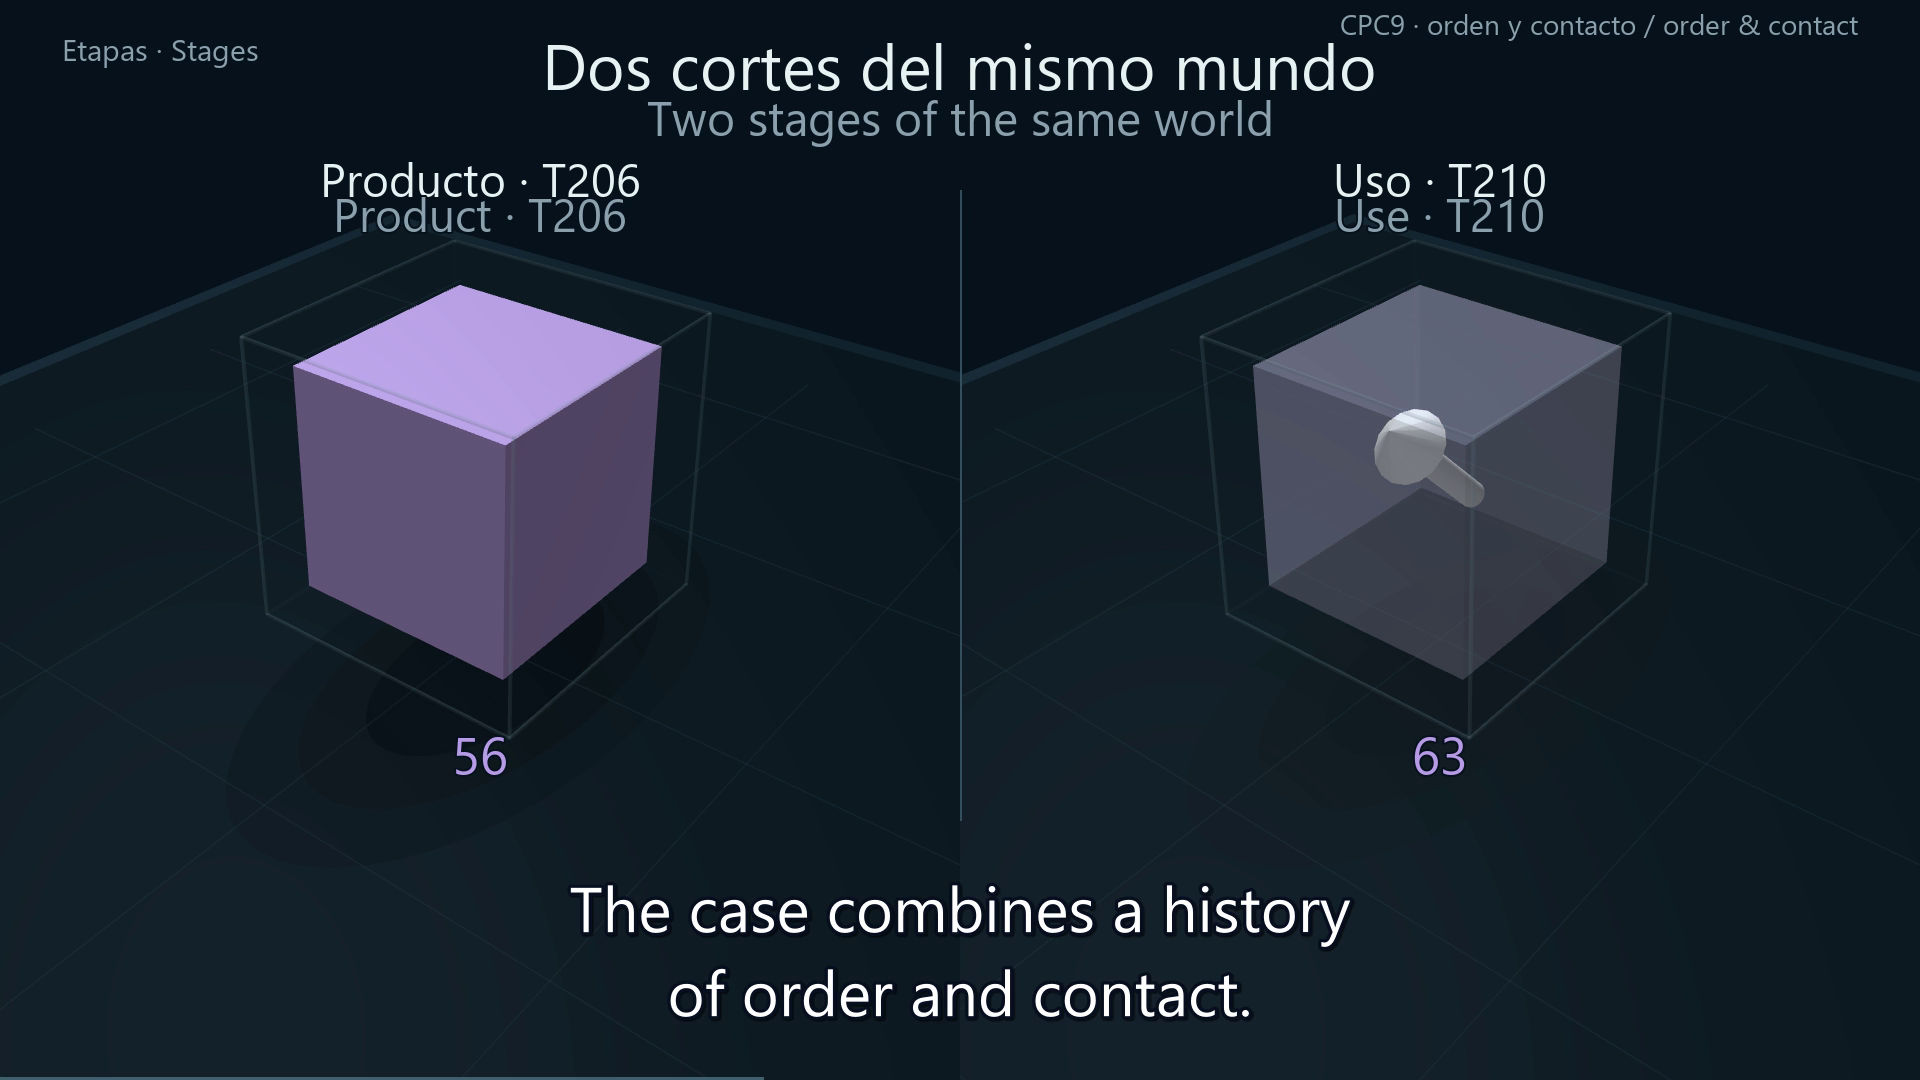 Etapas · Stages
CPC9 · orden y contacto / order & contact
Dos cortes del mismo mundo
Two stages of the same world
Producto · T206
Product · T206
Uso · T210
Use · T210
56
63
The case combines a history
of order and contact.